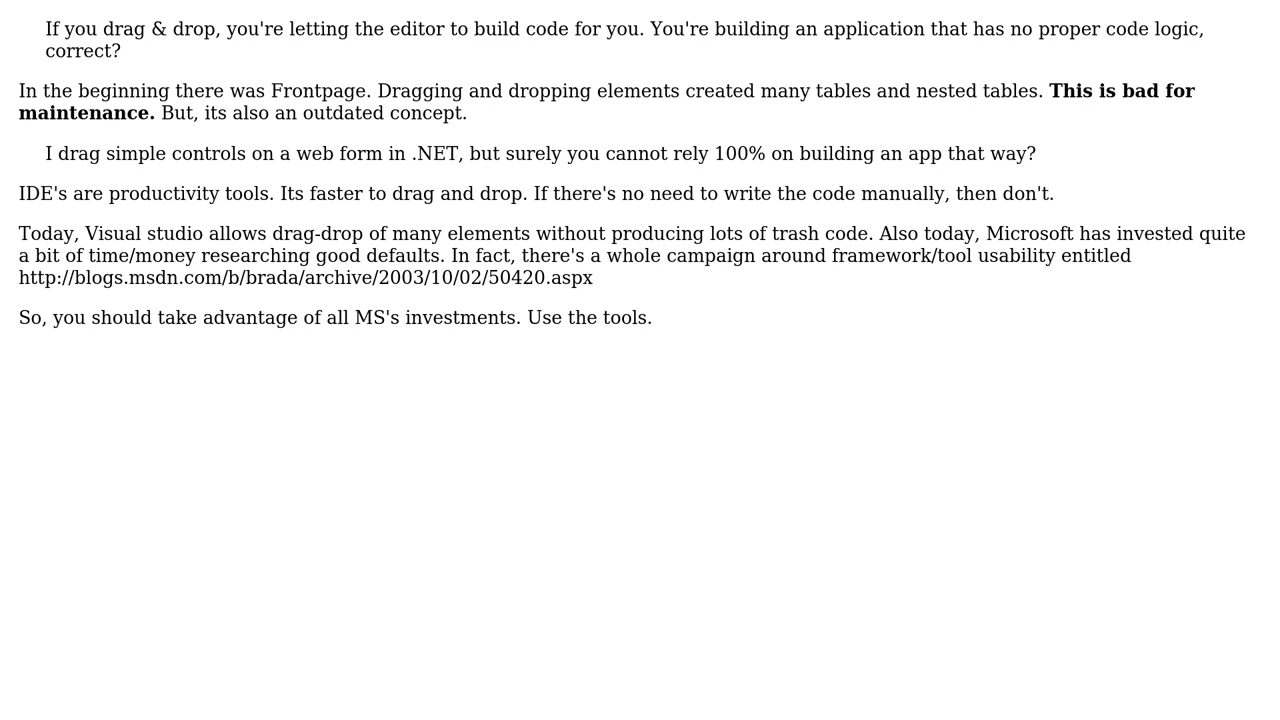 If you drag & drop, you're letting the editor to build code for you. You're building an application that has no proper code logic,
correct?
In the beginning there was Frontpage. Dragging and dropping elements created many tables and nested tables. This is bad for
maintenance. But, its also an outdated concept.
I drag simple controls on a web form in .NET, but surely you cannot rely 100% on building an app that way?
IDE's are productivity tools. Its faster to drag and drop. If there's no need to write the code manually, then don't.
Today, Visual studio allows drag-drop of many elements without producing lots of trash code. Also today, Microsoft has invested quite
a bit of time/money researching good defaults. In fact, there's a whole campaign around framework/tool usability entitled
http://blogs.msdn.com/b/brada/archive/2003/10/02/50420.aspx
So, you should take advantage of all MS's investments. Use the tools.